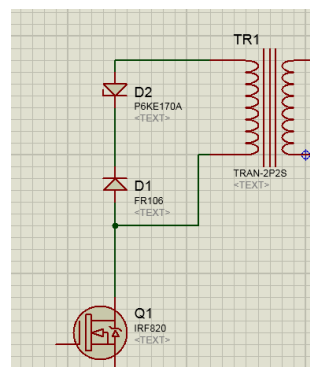 TR1
D2
P6KE170A
<TEXT>
D1
FR106
<TEXT>
TRAN-2P2S
<TEXT>
Q1
IRF820
<TEXT>